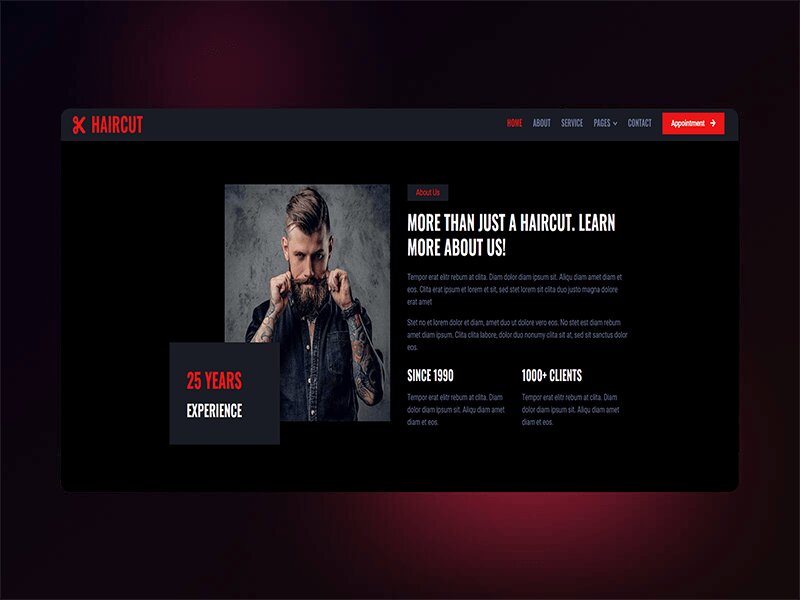 HAIRCUT
HOME ABOUT SERVICE PAGES CONTACT Appointment
About Us
MORE THAN JUST A HAIRCUT. LEARN
MORE ABOUT US!
Tempor erat elitr rebum at clita. Diam dolor diam ipsum sit. Aliqu diam amet diam et
eos. Clita erat ipsum et lorem et sit, sed stet lorem sit clita duo justo magna dolore
erat amet
Stet no et lorem dolor et diam, amet duo ut dolore vero eos. No stet est diam rebum
amet diam ipsum. Clita clita labore, dolor duo nonumy clita sit at, sed sit sanctus dolor
eos.
25 YEARS
EXPERIENCE
SINCE 1990
Tempor erat elitr rebum at clita. Diam
dolor diam ipsum sit. Aliqu diam amet
diam et eos.
1000+ CLIENTS
Tempor erat elitr rebum at clita. Diam
dolor diam ipsum sit. Aliqu diam amet
diam et eos.